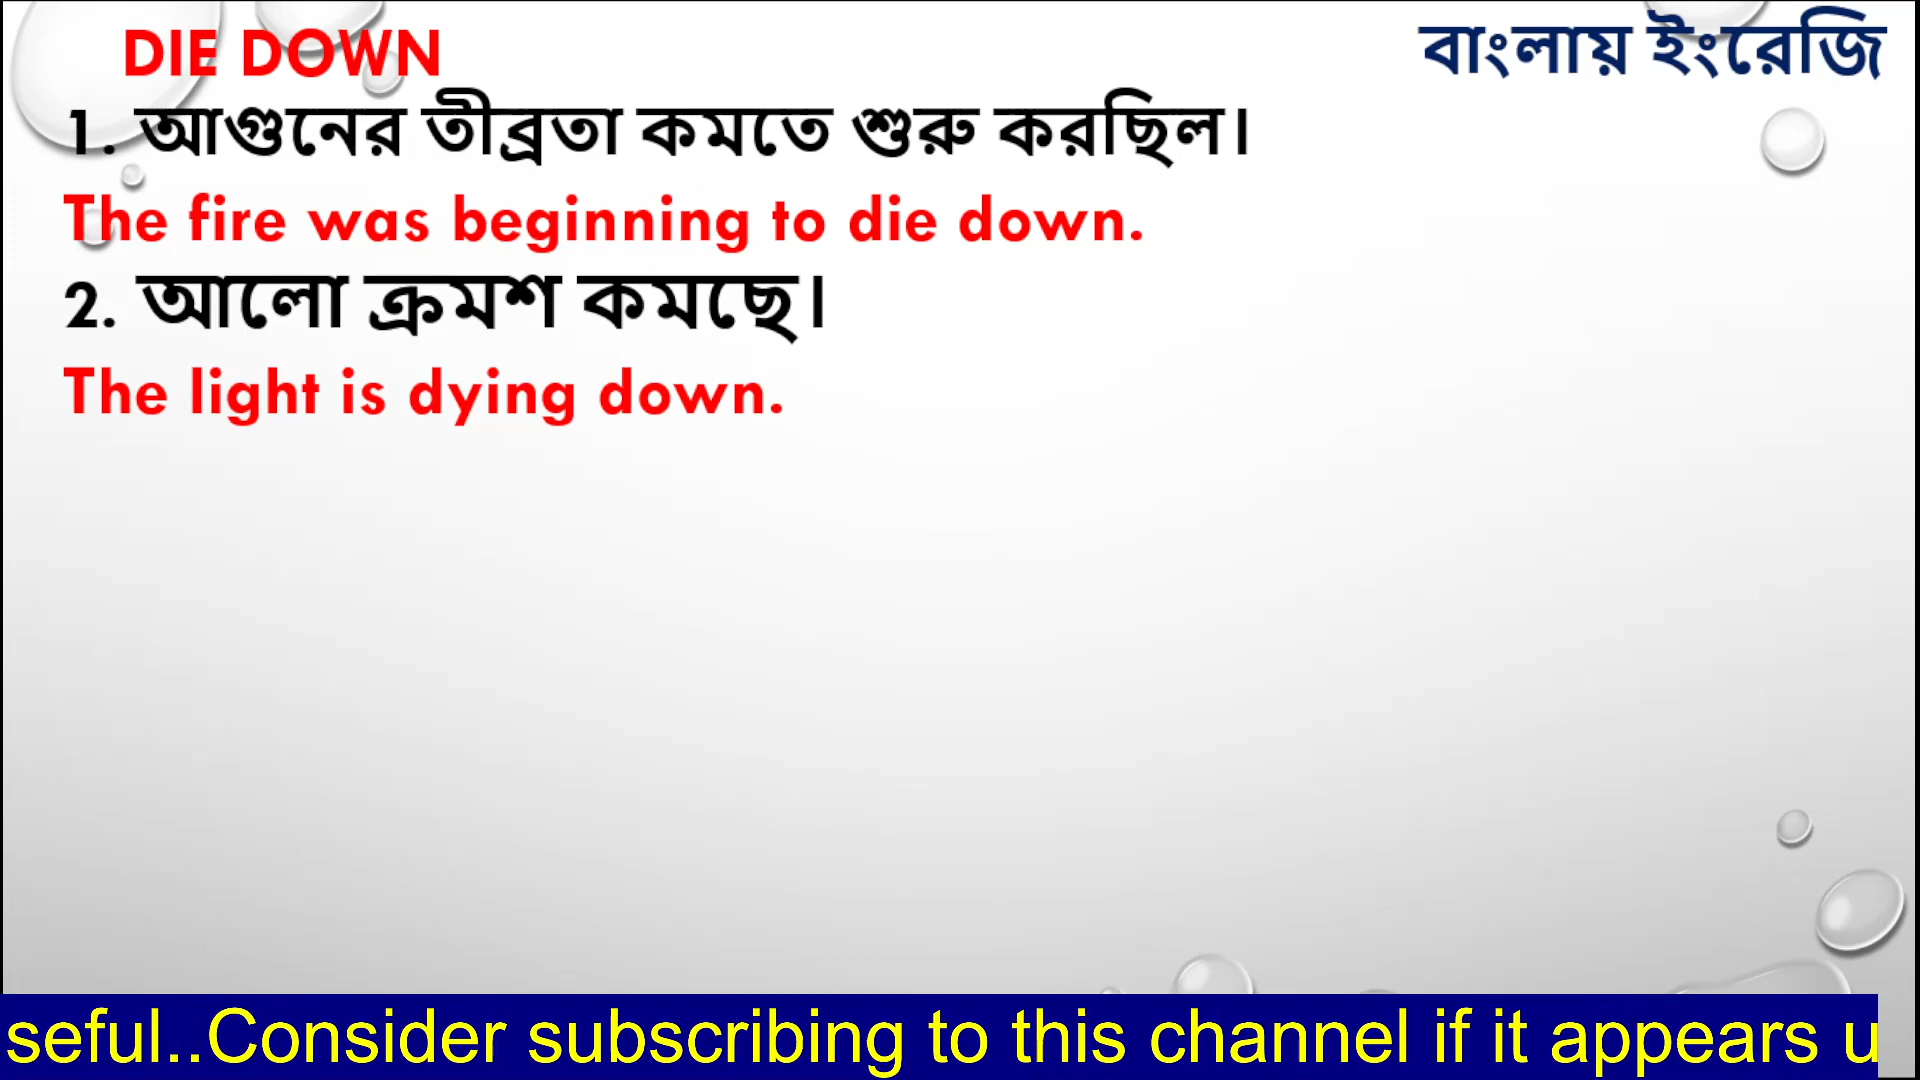 DIE DOWN
বাংলায় ইংরেজি
1. আগুনের তীব্রতা কমতে শুরু করছিল।
The fire was beginning to die down.
2. আলো ক্রমশ কমছে।
The light is dying down.
seful..Consider subscribing to this channel if it appears u